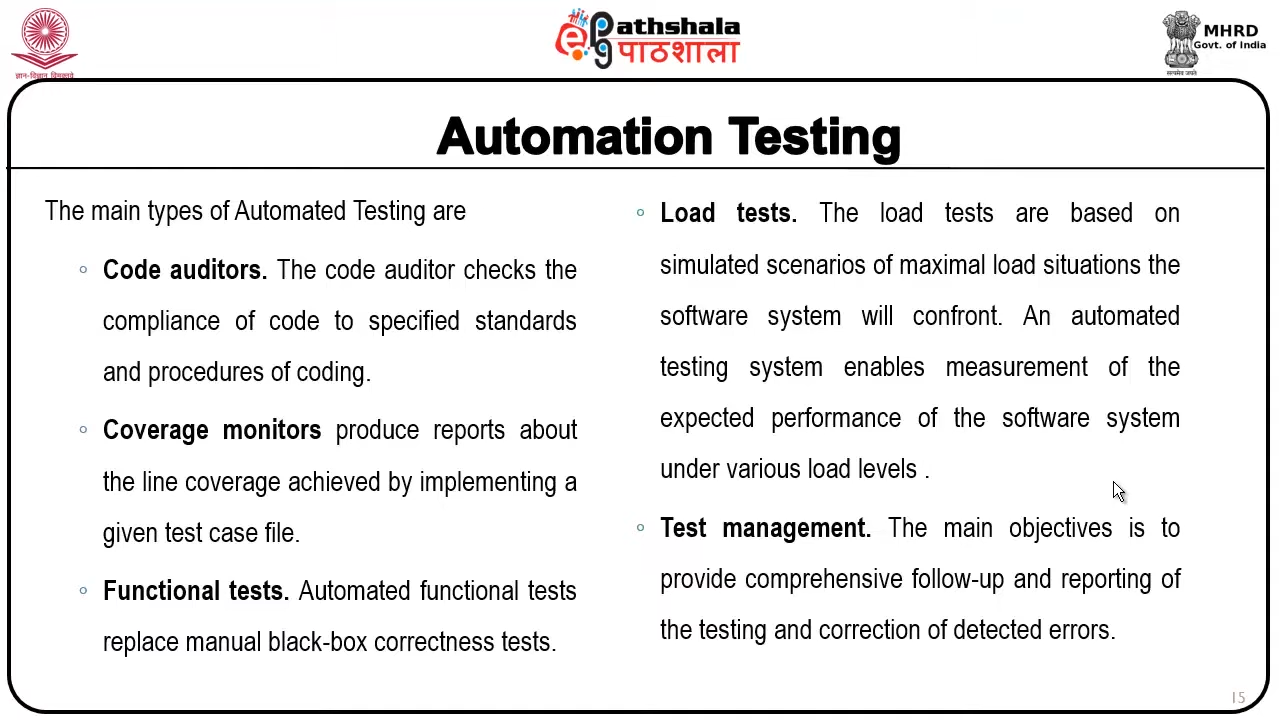 ज्ञान-विज्ञान विमुक्तये
ePathshala
पाठशाला
MHRD
Govt. of India
सत्यमेव जयते
Automation Testing
The main types of Automated Testing are
Code auditors. The code auditor checks the
compliance of code to specified standards
and procedures of coding.
Coverage monitors produce reports about
the line coverage achieved by implementing a
given test case file.
Functional tests. Automated functional tests
replace manual black-box correctness tests.
Load tests. The load tests are based on
simulated scenarios of maximal load situations the
software system will confront. An automated
testing system enables measurement of the
expected performance of the software system
under various load levels .
Test management. The main objectives is to
provide comprehensive follow-up and reporting of
the testing and correction of detected errors.
15